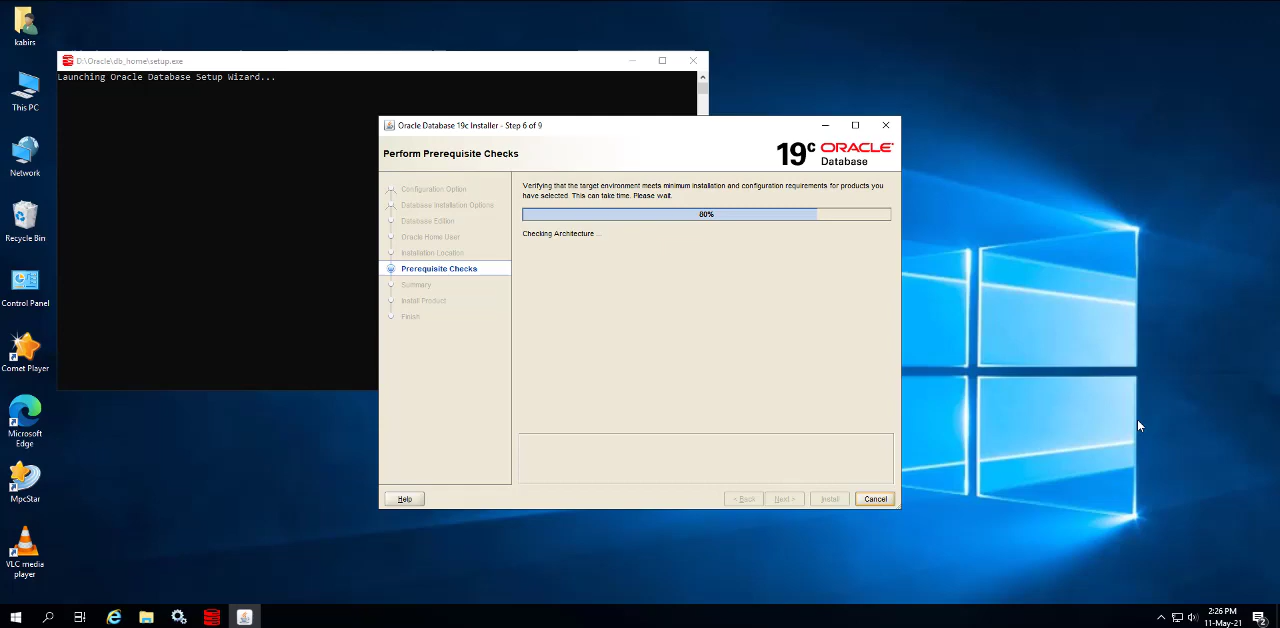 kabirs
This PC
Network
Recycle Bin
Control Panel
Comet Player
Microsoft
Edge
MpcStar
VLC media
player
D:\Oracle\db_home\setup.exe
Launching Oracle Database Setup Wizard...
Oracle Database 19c Installer - Step 6 of 9
Perform Prerequisite Checks
19c ORACLE
Database
Configuration Option
Database Installation Options
Database Edition
Oracle Home User
Installation Location
Prerequisite Checks
Summary
Install Product
Finish
Verifying that the target environment meets minimum installation and configuration requirements for products you
have selected. This can take time. Please wait.
80%
Checking Architecture ...
Help
< Back
Next >
Install
Cancel
2:26 PM
11-May-21
2